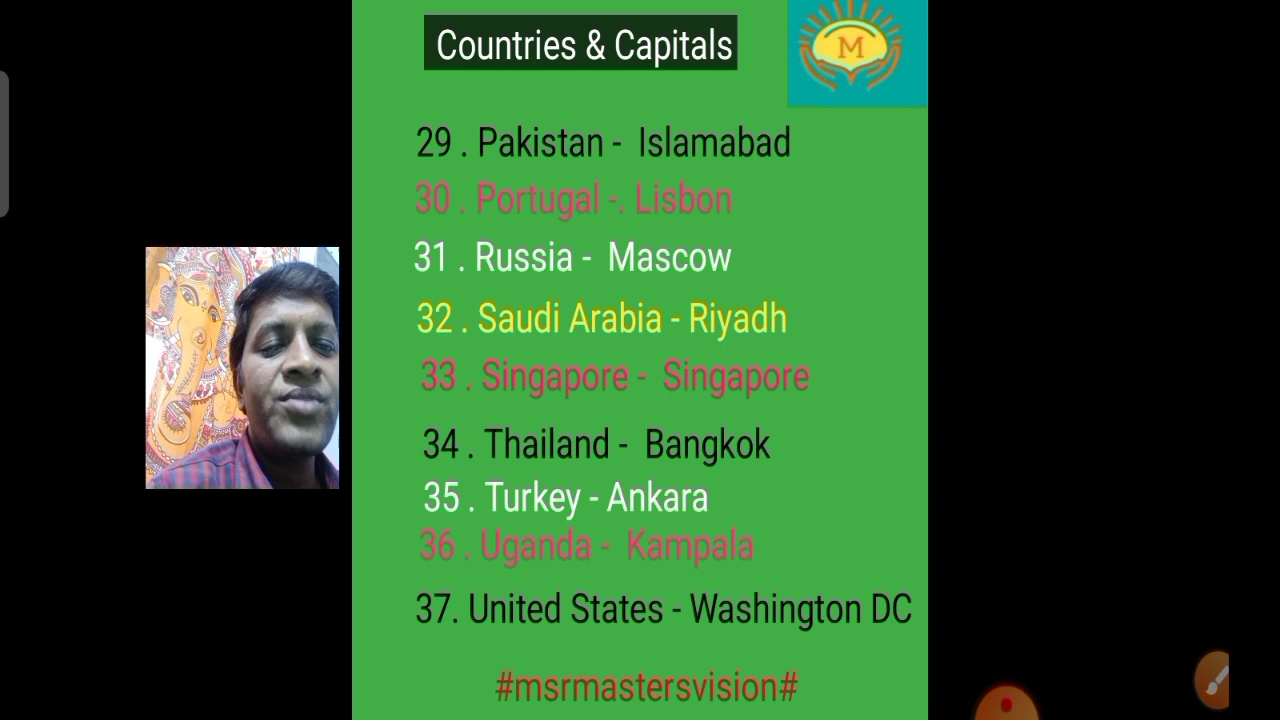 Countries & Capitals
M
29 . Pakistan - Islamabad
30 . Portugal -. Lisbon
31 . Russia - Mascow
32 . Saudi Arabia - Riyadh
33 . Singapore - Singapore
34 . Thailand - Bangkok
35 . Turkey - Ankara
36 . Uganda - Kampala
37. United States - Washington DC
#msrmastersvision#